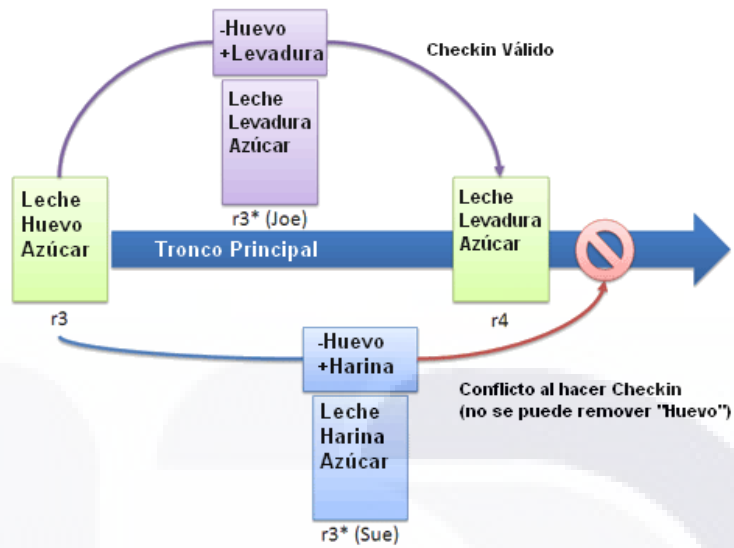 -Huevo
+Levadura
Checkin Válido
Leche
Levadura
Azúcar
r3* (Joe)
Leche
Huevo
Azúcar
r3
Tronco Principal
Leche
Levadura
Azúcar
r4
-Huevo
+Harina
Conflicto al hacer Checkin
(no se puede remover "Huevo")
Leche
Harina
Azúcar
r3* (Sue)